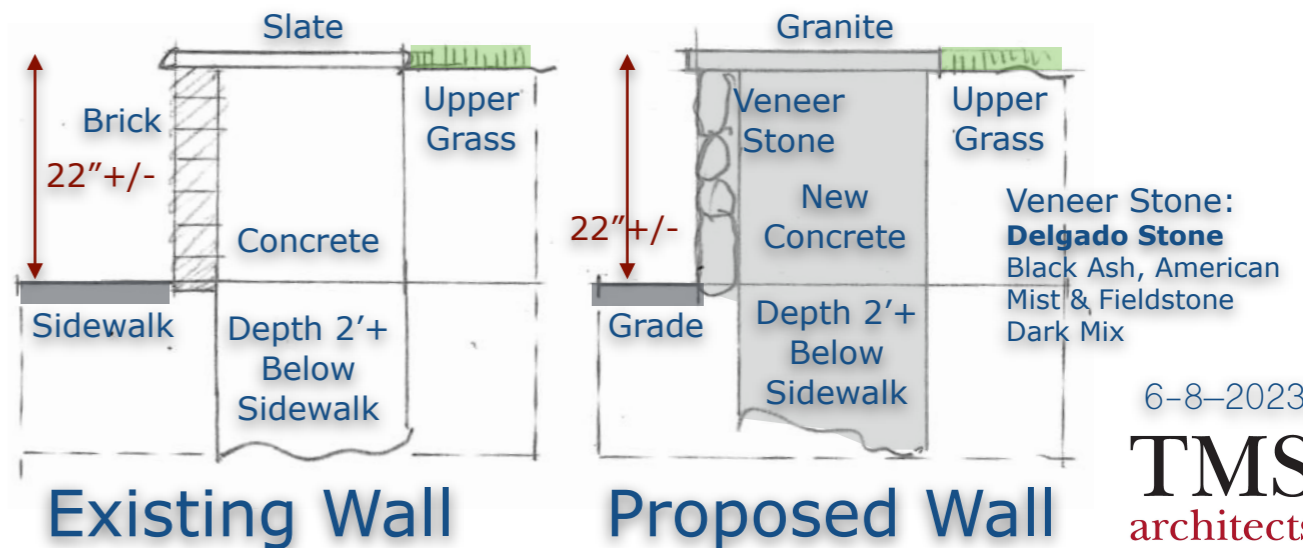 Slate
Upper
Grass
Brick
22”+/-
Concrete
Sidewalk
Depth 2’+
Below
Sidewalk
Existing Wall
Granite
Veneer
Stone
Upper
Grass
22”+/-
New
Concrete
Grade
Depth 2’+
Below
Sidewalk
Proposed Wall
Veneer Stone:
Delgado Stone
Black Ash, American
Mist & Fieldstone
Dark Mix
6-8–2023
TMS
architects